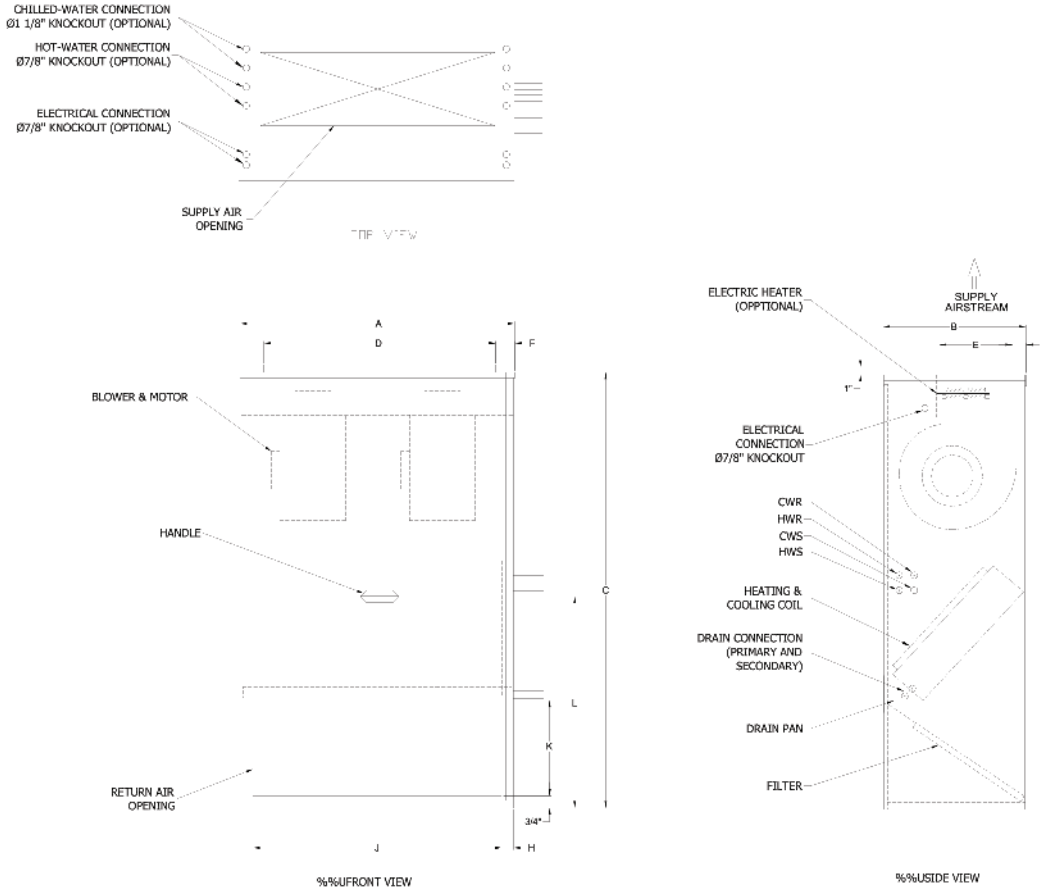 CHILLED-WATER CONNECTION
Ø1 1/8" KNOCKOUT (OPTIONAL)
HOT-WATER CONNECTION
Ø7/8" KNOCKOUT (OPTIONAL)
ELECTRICAL CONNECTION
Ø7/8" KNOCKOUT (OPTIONAL)
SUPPLY AIR
OPENING
TOP VIEW
A
D
F
BLOWER & MOTOR
HANDLE
C
L
K
RETURN AIR
OPENING
3/4"
J
H
%%UFRONT VIEW
SUPPLY
AIRSTREAM
ELECTRIC HEATER
(OPPTIONAL)
B
E
1"
ELECTRICAL
CONNECTION
Ø7/8" KNOCKOUT
CWR
HWR
CWS
HWS
HEATING &
COOLING COIL
DRAIN CONNECTION
(PRIMARY AND
SECONDARY)
DRAIN PAN
FILTER
%%USIDE VIEW